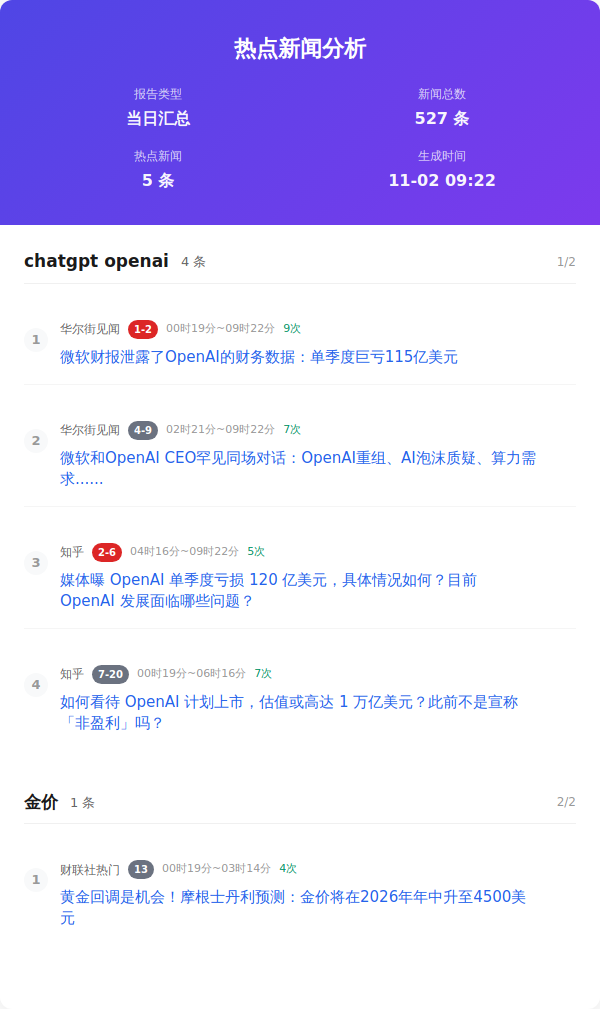 热点新闻分析
报告类型
新闻总数
当日汇总
527 条
热点新闻
生成时间
5 条
11-02 09:22
chatgpt openai 4 条 1/2
1 华尔街见闻 1-2 00时19分~09时22分 9次
微软财报泄露了OpenAI的财务数据：单季度巨亏115亿美元
2 华尔街见闻 4-9 02时21分~09时22分 7次
微软和OpenAI CEO罕见同场对话：OpenAI重组、AI泡沫质疑、算力需
求……
3 知乎 2-6 04时16分~09时22分 5次
媒体曝 OpenAI 单季度亏损 120 亿美元，具体情况如何？目前
OpenAI 发展面临哪些问题？
4 知乎 7-20 00时19分~06时16分 7次
如何看待 OpenAI 计划上市，估值或高达 1 万亿美元？此前不是宣称
「非盈利」吗？
金价 1 条 2/2
1 财联社热门 13 00时19分~03时14分 4次
黄金回调是机会！摩根士丹利预测：金价将在2026年年中升至4500美
元